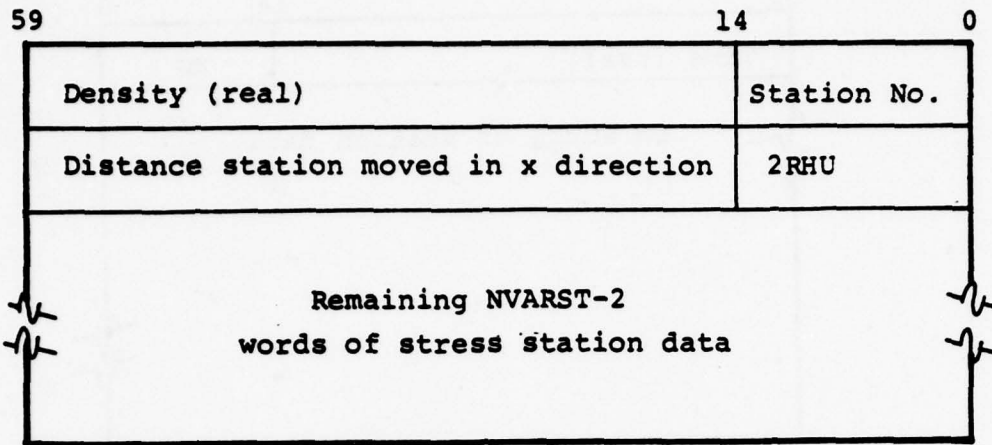 59 14 0
Density (real) Station No.
Distance station moved in x direction 2RHU
Remaining NVARST-2
words of stress station data